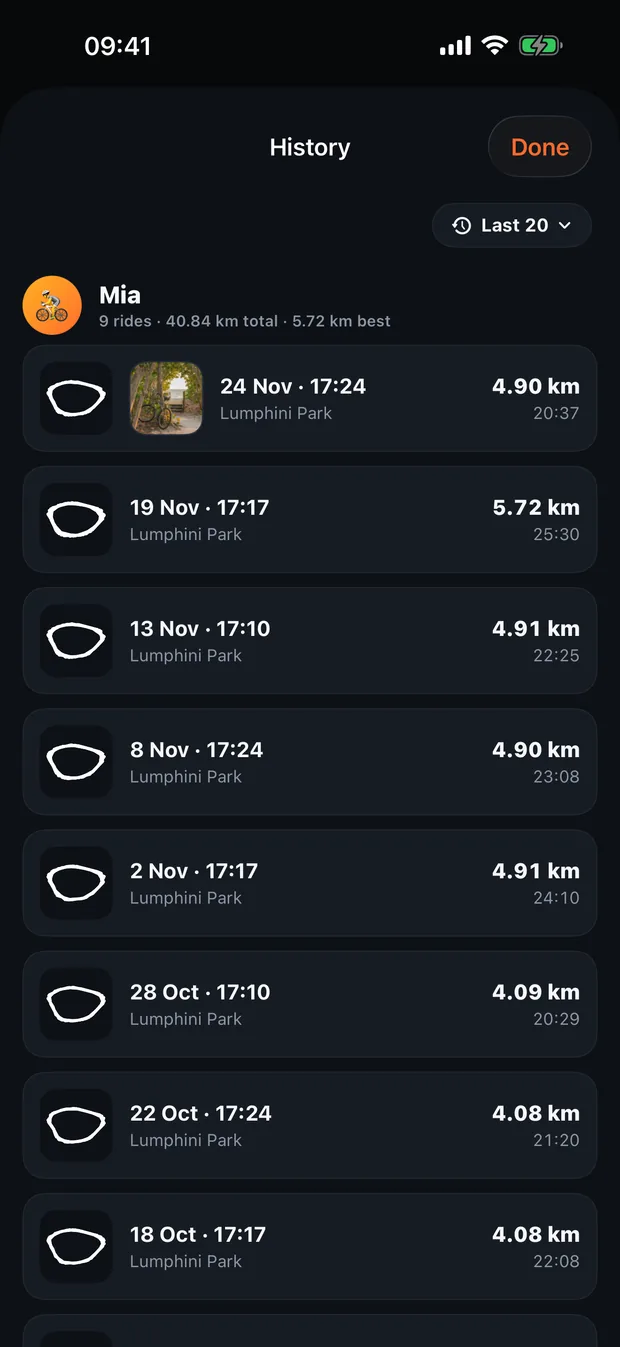 09:41
History
Done
Last 20
Mia
9 rides · 40.84 km total · 5.72 km best
24 Nov · 17:24
4.90 km
Lumphini Park
20:37
19 Nov · 17:17
5.72 km
Lumphini Park
25:30
13 Nov · 17:10
4.91 km
Lumphini Park
22:25
8 Nov · 17:24
4.90 km
Lumphini Park
23:08
2 Nov · 17:17
4.91 km
Lumphini Park
24:10
28 Oct · 17:10
4.09 km
Lumphini Park
20:29
22 Oct · 17:24
4.08 km
Lumphini Park
21:20
18 Oct · 17:17
4.08 km
Lumphini Park
22:08